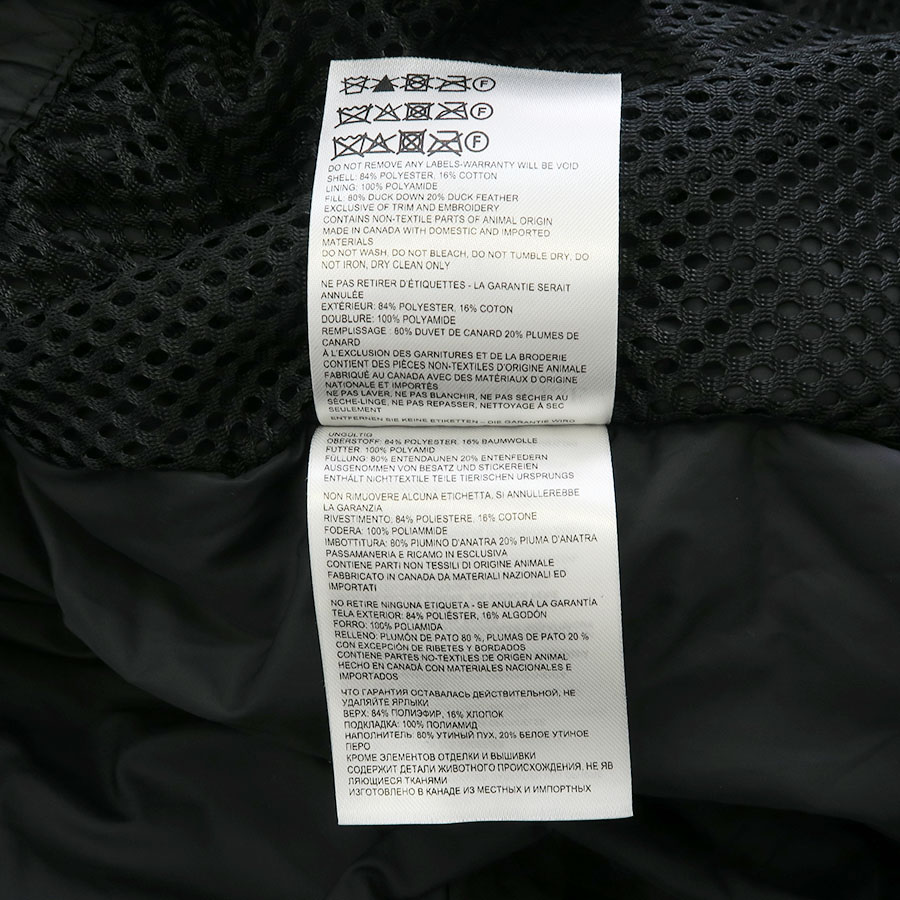 F
F
F
DO NOT REMOVE ANY LABELS-WARRANTY WILL BE VOID
SHELL: 84% POLYESTER, 16% COTTON
LINING: 100% POLYAMIDE
FILL: 80% DUCK DOWN 20% DUCK FEATHER
EXCLUSIVE OF TRIM AND EMBROIDERY
CONTAINS NON-TEXTILE PARTS OF ANIMAL ORIGIN
MADE IN CANADA WITH DOMESTIC AND IMPORTED
MATERIALS
DO NOT WASH, DO NOT BLEACH, DO NOT TUMBLE DRY, DO
NOT IRON, DRY CLEAN ONLY
NE PAS RETIRER D'ÉTIQUETTES - LA GARANTIE SERAIT
ANNULÉE
EXTÉRIEUR: 84% POLYESTER, 16% COTON
DOUBLURE: 100% POLYAMIDE
REMPLISSAGE : 80% DUVET DE CANARD 20% PLUMES DE
CANARD
À L'EXCLUSION DES GARNITURES ET DE LA BRODERIE
CONTIENT DES PIÈCES NON-TEXTILES D'ORIGINE ANIMALE
FABRIQUÉ AU CANADA AVEC DES MATÉRIAUX D'ORIGINE
NATIONALE ET IMPORTÉS
NE PAS LAVER, NE PAS BLANCHIR, NE PAS SÉCHER AU
SÈCHE-LINGE, NE PAS REPASSER, NETTOYAGE À SEC
SEULEMENT
ENTFERNEN SIE KEINE ETIKETTEN - DIE GARANTIE WIRD
UNGÜLTIG
OBERSTOFF: 84% POLYESTER, 16% BAUMWOLLE
FUTTER: 100% POLYAMID
FÜLLUNG: 80% ENTENDAUNEN 20% ENTENFEDERN
AUSGENOMMEN VON BESATZ UND STICKEREIEN
ENTHÄLT NICHTTEXTILE TEILE TIERISCHEN URSPRUNGS
NON RIMUOVERE ALCUNA ETICHETTA, SI ANNULLEREBBE
LA GARANZIA
RIVESTIMENTO: 84% POLIESTERE, 16% COTONE
FODERA: 100% POLIAMMIDE
IMBOTTITURA: 80% PIUMINO D'ANATRA 20% PIUMA D'ANATRA
PASSAMANERIA E RICAMO IN ESCLUSIVA
CONTIENE PARTI NON TESSILI DI ORIGINE ANIMALE
FABBRICATO IN CANADA DA MATERIALI NAZIONALI ED
IMPORTATI
NO RETIRE NINGUNA ETIQUETA - SE ANULARÁ LA GARANTÍA
TELA EXTERIOR: 84% POLIÉSTER, 16% ALGODÓN
FORRO: 100% POLIAMIDA
RELLENO: PLUMÓN DE PATO 80 %, PLUMAS DE PATO 20 %
CON EXCEPCIÓN DE RIBETES Y BORDADOS
CONTIENE PARTES NO-TEXTILES DE ORIGEN ANIMAL
HECHO EN CANADÁ CON MATERIALES NACIONALES E
IMPORTADOS
ЧТО ГАРАНТИЯ ОСТАВАЛАСЬ ДЕЙСТВИТЕЛЬНОЙ, НЕ
УДАЛЯЙТЕ ЯРЛЫКИ
ВЕРХ: 84% ПОЛИЭФИР, 16% ХЛОПОК
ПОДКЛАДКА: 100% ПОЛИАМИД
НАПОЛНИТЕЛЬ: 80% УТИНЫЙ ПУХ, 20% БЕЛОЕ УТИНОЕ
ПЕРО
КРОМЕ ЭЛЕМЕНТОВ ОТДЕЛКИ И ВЫШИВКИ
СОДЕРЖИТ ДЕТАЛИ ЖИВОТНОГО ПРОИСХОЖДЕНИЯ, НЕ ЯВ
ЛЯЮЩИЕСЯ ТКАНЯМИ
ИЗГОТОВЛЕНО В КАНАДЕ ИЗ МЕСТНЫХ И ИМПОРТНЫХ